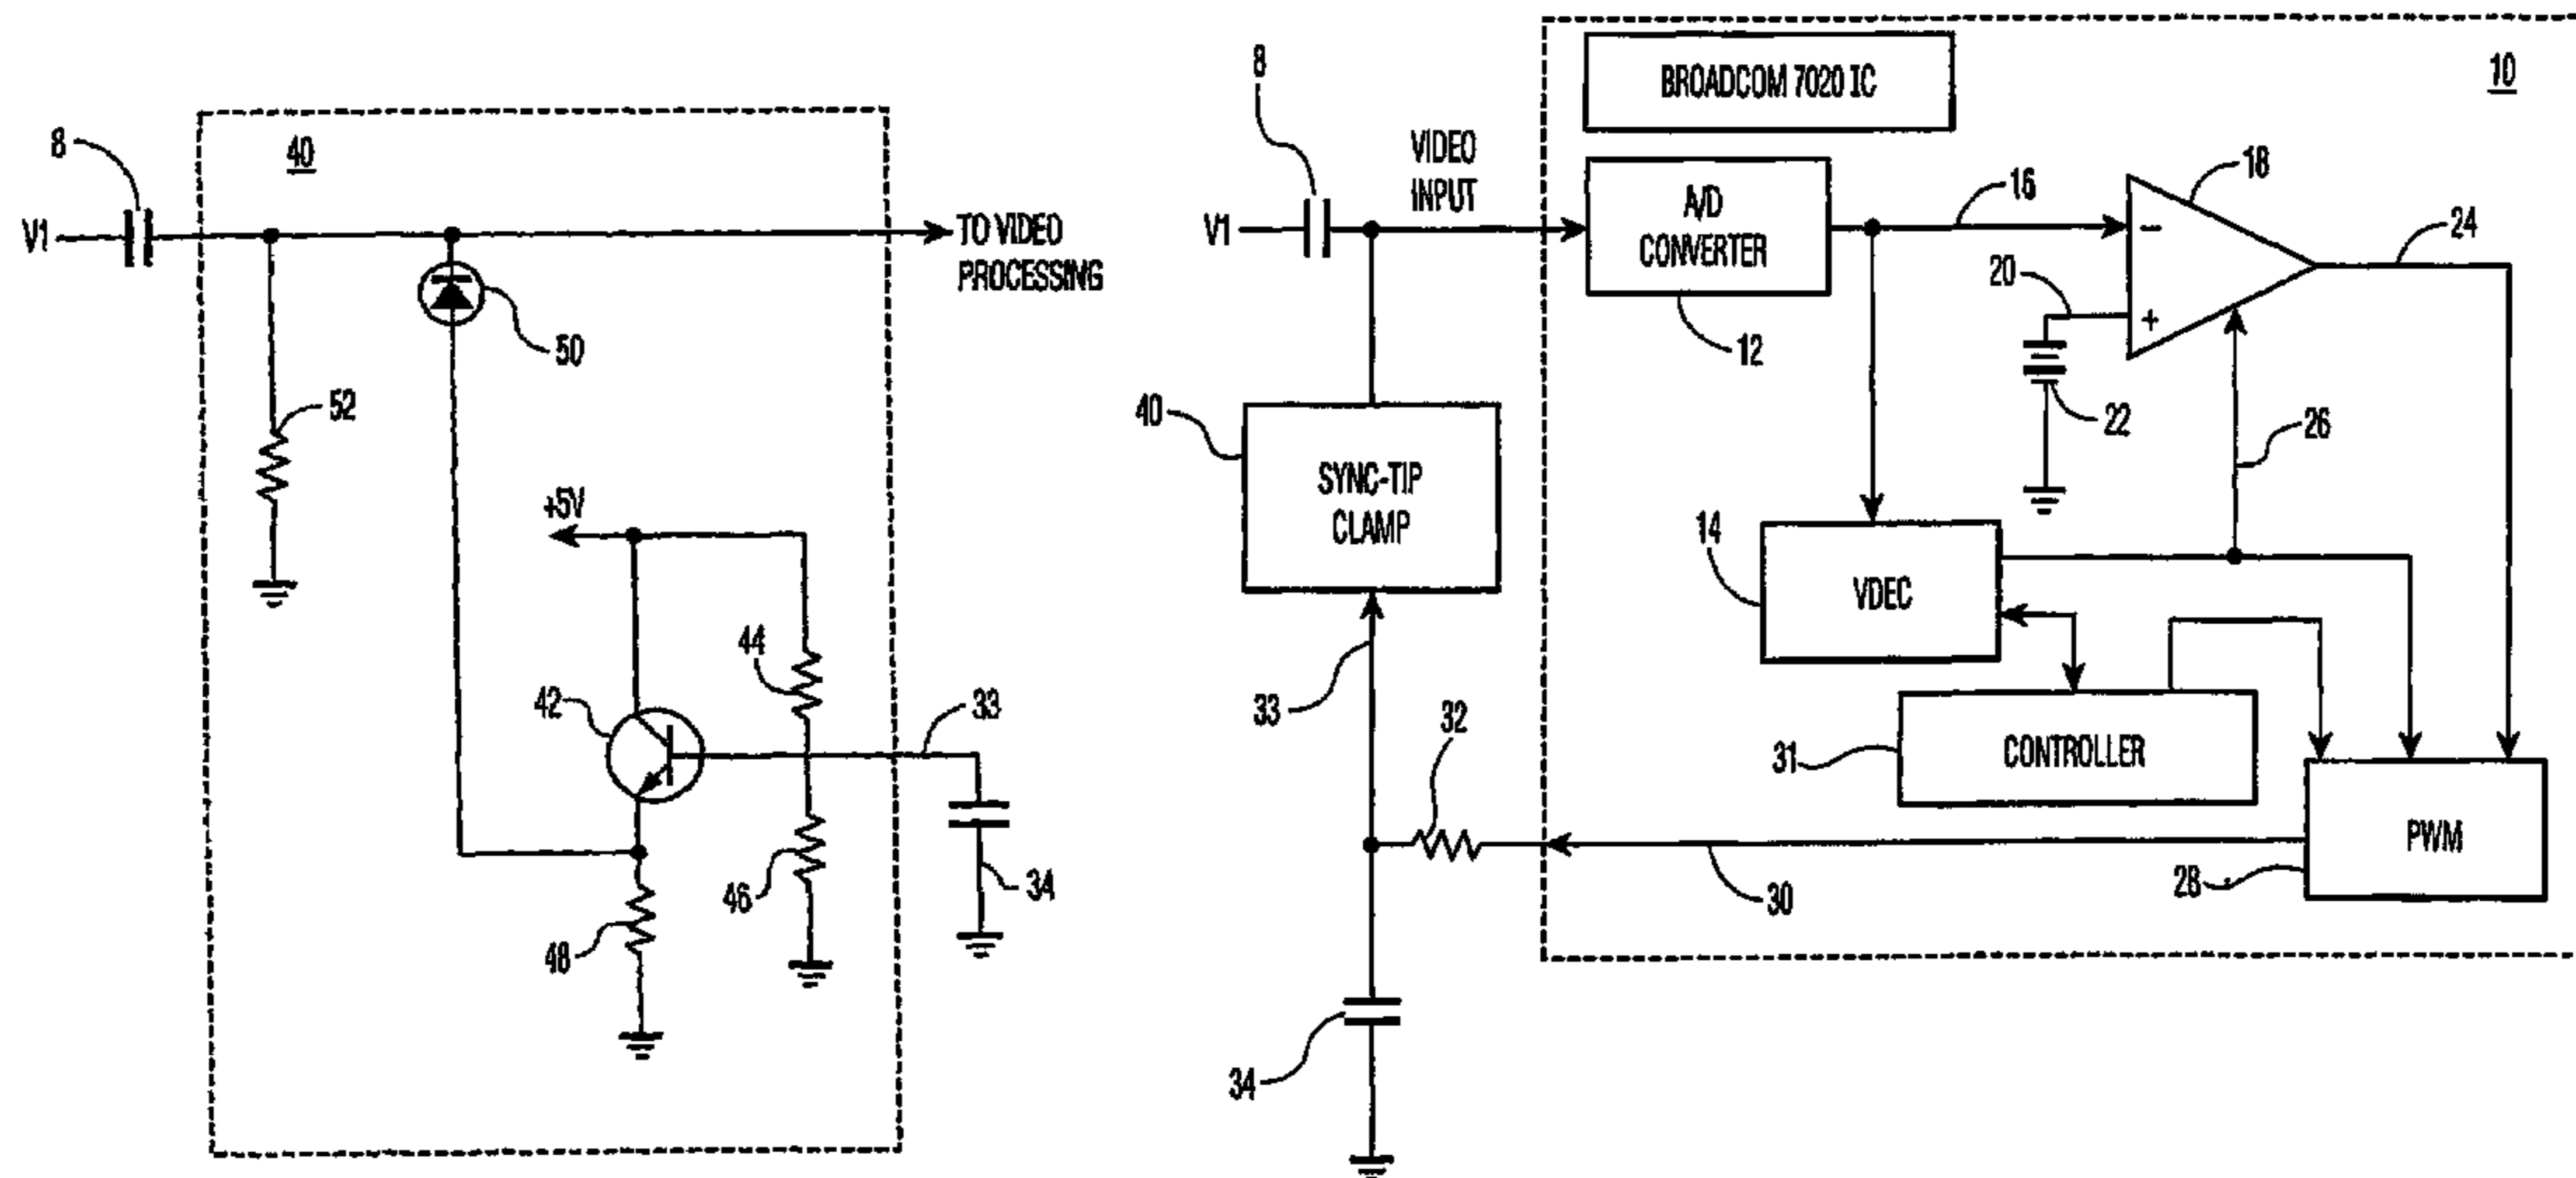 8
40
V1
TO VIDEO
PROCESSING
50
52
+5V
44
42
33
46
34
48
8
VIDEO
INPUT
V1
BROADCOM 7020 IC
10
A/D
CONVERTER
12
16
18
-
+
20
22
24
26
40
SYNC-TIP
CLAMP
14
VDEC
33
32
31
CONTROLLER
PWM
28
30
34